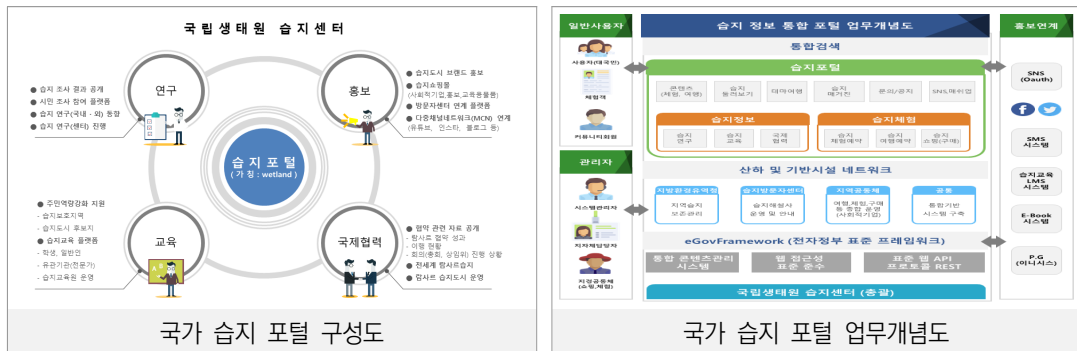 국립생태원 습지센터
연구
● 습지 조사 결과 공개
● 시민 조사 참여 플랫폼
● 습지 연구(국내 - 외) 동향
● 습지 연구(센터) 진행
홍보
● 습지도시 브랜드 홍보
● 습지쇼핑몰
(사회적기업,홍보,교육용물품)
● 방문자센터 연계 플랫폼
● 다중채널네트워크(MCN) 연계
(유튜브, 인스타, 블로그 등)
습지포털
(가칭 : wetland)
● 주민역량강화 지원
- 습지보호지역
- 습지도시 후보지
● 습지교육 플랫폼
- 학생, 일반인
- 유관기관(전문가)
- 습지교육원 운영
교육
국제협력
● 협약 관련 자료 공개
- 람사르 협약 성과
- 이행 현황
- 회의(총회, 상임위) 진행 상황
● 전세계 람사르습지
● 람사르 습지도시 운영
국가 습지 포털 구성도
일반사용자
사용자(대국민)
체험객
커뮤니티회원
관리자
시스템관리자
지자체담당자
지경공동체
(쇼핑,체험)
습지 정보 통합 포털 업무개념도
통합검색
습지포털
콘텐츠
(체험, 여행)
습지
둘러보기
테마여행
습지
매거진
문의/공지
SNS,매쉬업
습지정보
습지
연구
습지
교육
국제
협력
습지체험
습지
체험예약
습지
여행예약
습지
쇼핑(구매)
산하 및 기반시설 네트워크
지방환경유역청
지역습지
보존관리
습지방문자센터
습지해설사
운영 및 안내
지역공동체
여행,체험,구매
등 종합 운영
(사회적기업)
공통
통합기반
시스템 구축
eGovFramework (전자정부 표준 프레임워크)
통합 콘텐츠관리
시스템
웹 접근성
표준 준수
표준 웹 API
프로토콜 REST
국립생태원 습지센터 (총괄)
홍보연계
SNS
(Oauth)
SMS
시스템
습지교육
LMS
시스템
E-Book
시스템
P.G
(이니시스)
국가 습지 포털 업무개념도